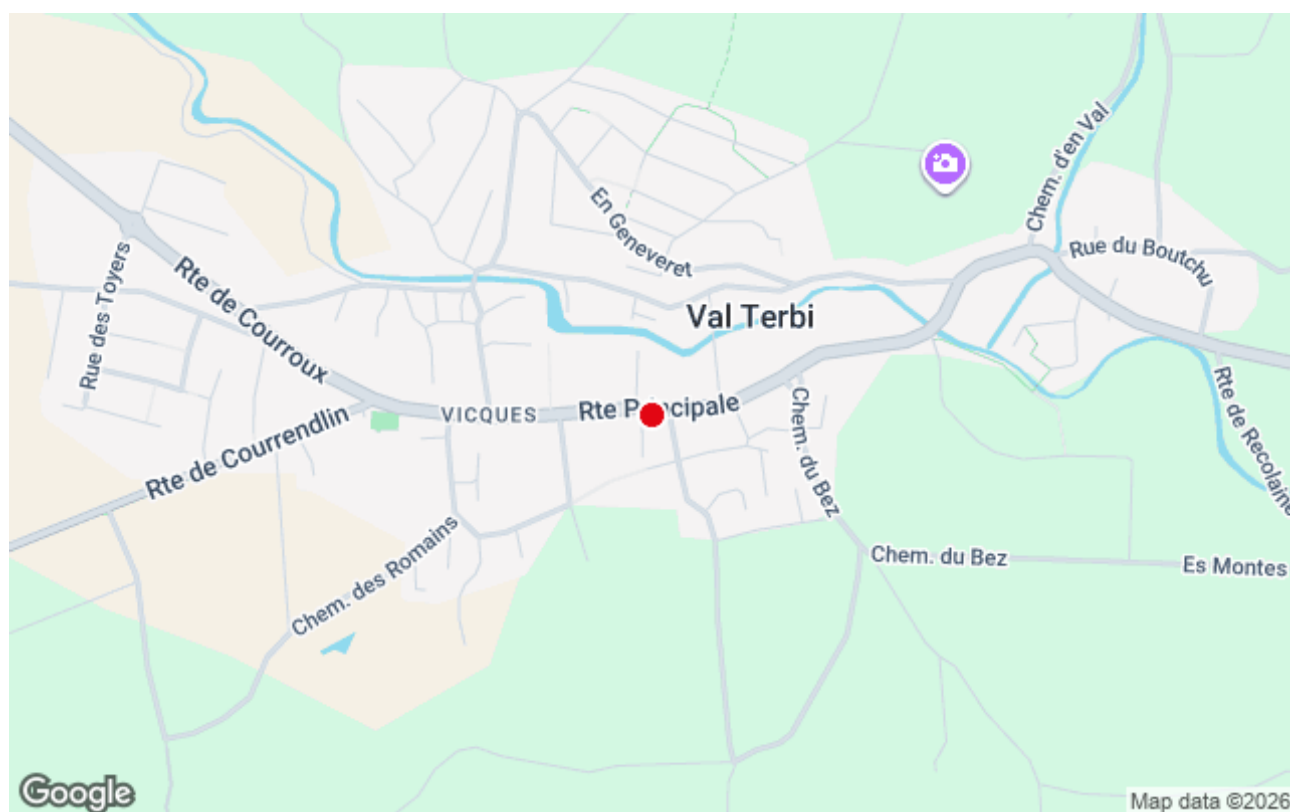 Chem. d'en Val
Rue du Boutchu
En Geneveret
Rue des Toyers
Rte de Courroux
Val Terbi
VICQUES
Rte Principale
Chem. du Bez
Rte de Recolaine
Rte de Courrendlin
Chem. du Bez
Es Montes
Chem. des Romains
Google
Map data ©2026